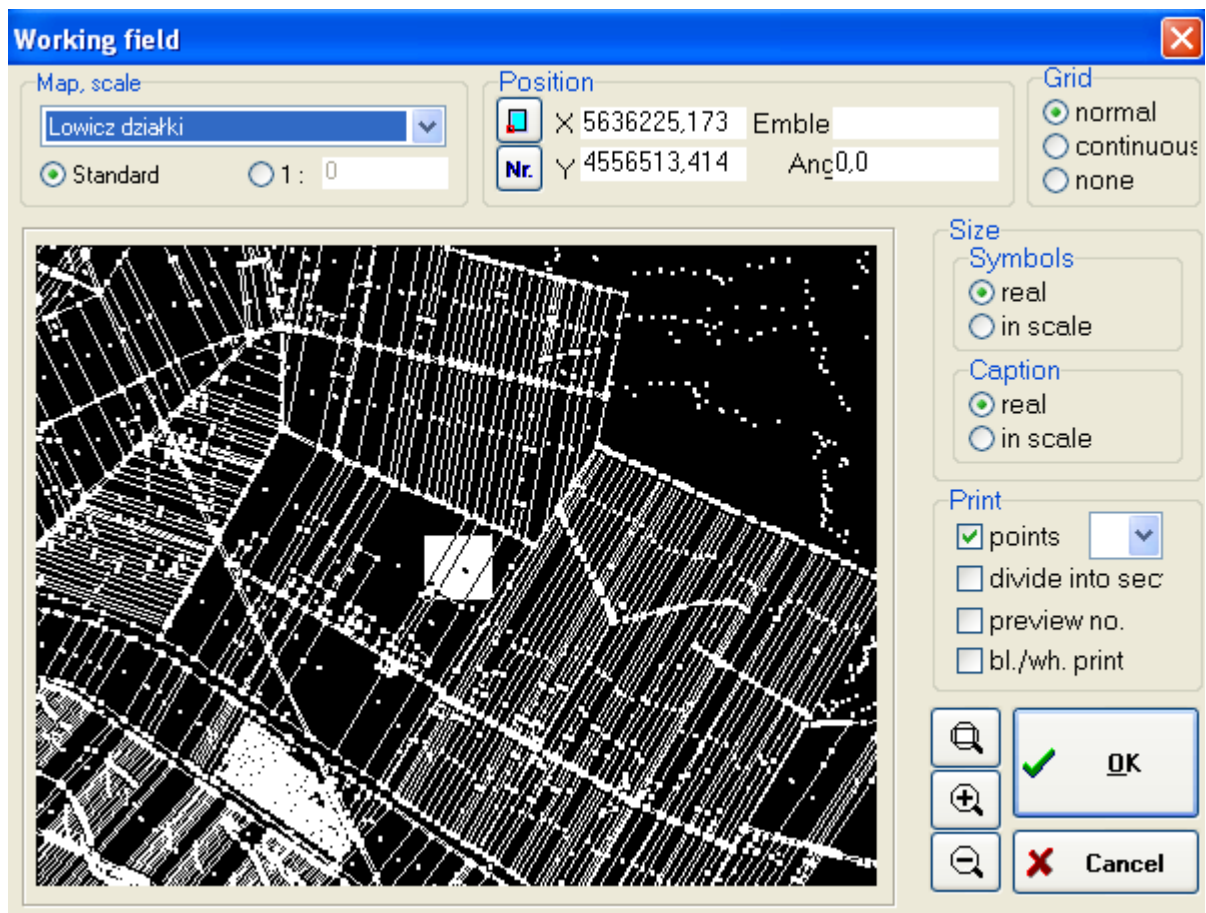 Working field
Map, scale
Lowicz działki
Standard
1 :
0
Position
X 5636225,173
Emble
Nr.
Y 4556513,414
Ang 0,0
Grid
normal
continuous
none
Size
Symbols
real
in scale
Caption
real
in scale
Print
points
divide into sec
preview no.
bl./wh. print
OK
Cancel